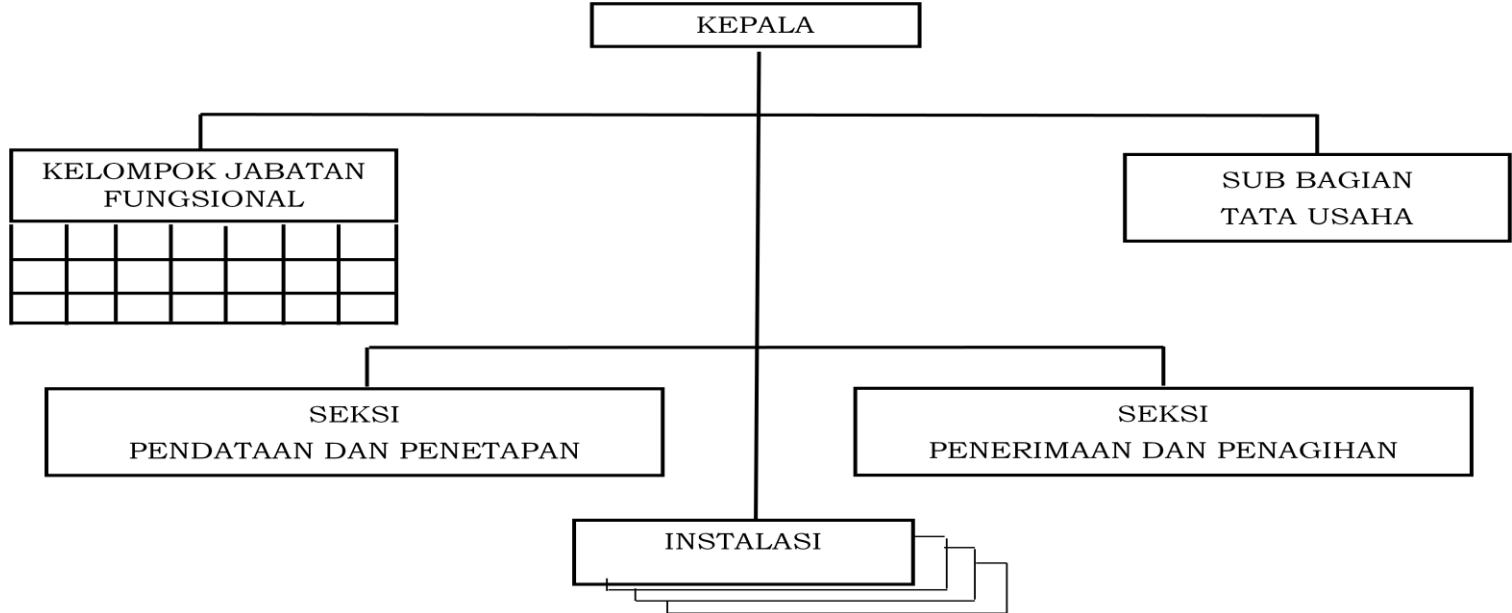 KEPALA
KELOMPOK JABATAN
FUNGSIONAL
SUB BAGIAN
TATA USAHA
SEKSI
PENDATAAN DAN PENETAPAN
SEKSI
PENERIMAAN DAN PENAGIHAN
INSTALASI